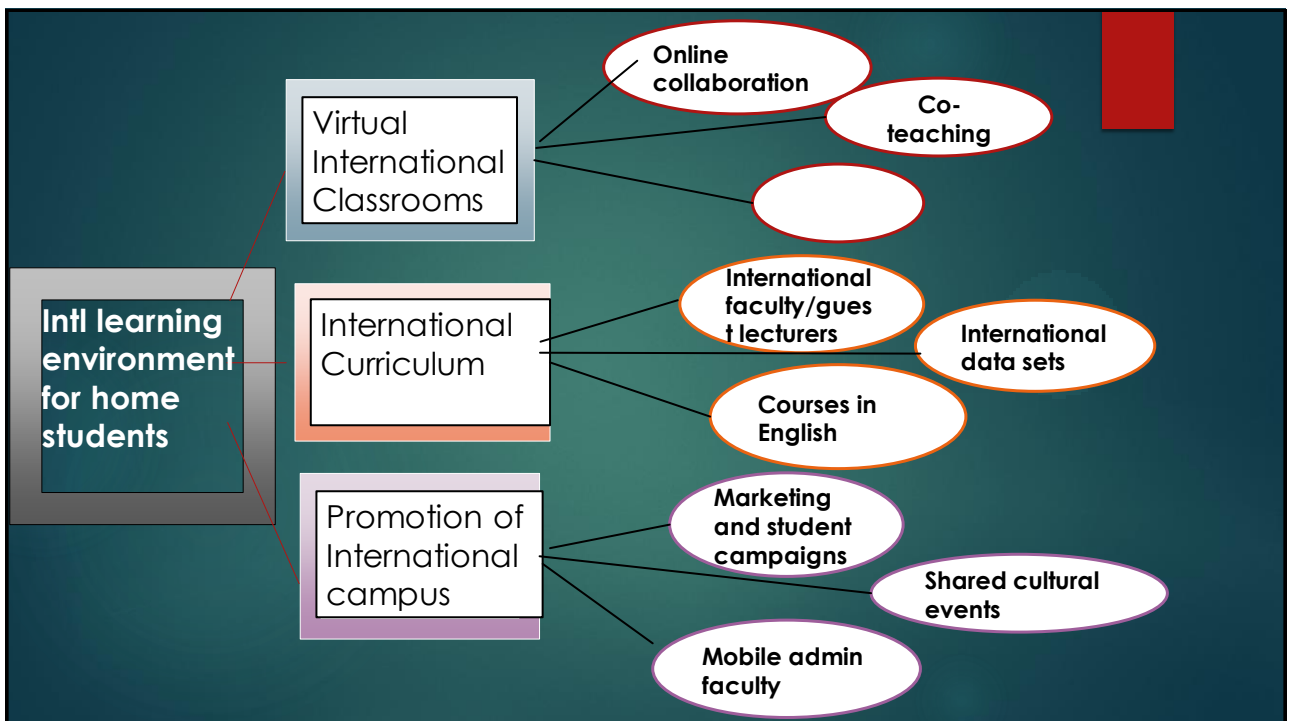 Intl learning
environment
for home
students
Virtual
International
Classrooms
Online
collaboration
Co-
teaching
International
Curriculum
International
faculty/gues
t lecturers
International
data sets
Courses in
English
Promotion of
International
campus
Marketing
and student
campaigns
Shared cultural
events
Mobile admin
faculty